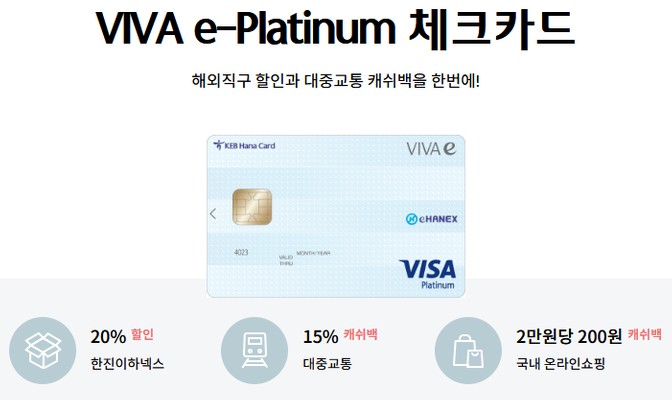 VIVA e-Platinum 체크카드
해외직구 할인과 대중교통 캐쉬백을 한번에!
KEB Hana Card
VIVA e
eHANEX
4023
VALID THRU
MONTH/YEAR
VISA
Platinum
20% 할인
한진이하넥스
15% 캐쉬백
대중교통
2만원당 200원 캐쉬백
국내 온라인쇼핑